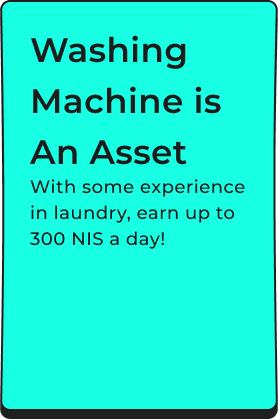 Washing
Machine is
An Asset
With some experience
in laundry, earn up to
300 NIS a day!